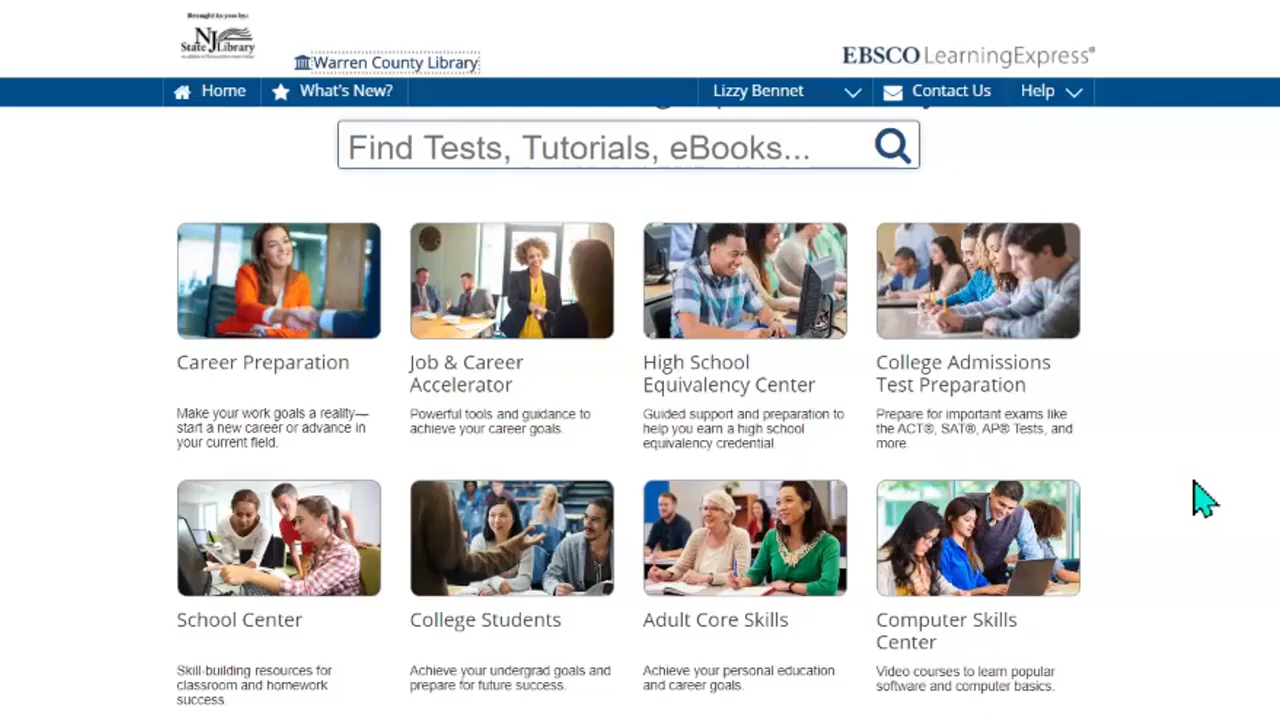 Brought to you by:
NJ
State Library
Warren County Library
EBSCO LearningExpress®
Home
What's New?
Lizzy Bennet
Contact Us
Help
Find Tests, Tutorials, eBooks...
Career Preparation
Make your work goals a reality—
start a new career or advance in
your current field.
Job & Career
Accelerator
Powerful tools and guidance to
achieve your career goals.
High School
Equivalency Center
Guided support and preparation to
help you earn a high school
equivalency credential.
College Admissions
Test Preparation
Prepare for important exams like
the ACT®, SAT®, AP® Tests, and
more.
School Center
Skill-building resources for
classroom and homework
success.
College Students
Achieve your undergrad goals and
prepare for future success.
Adult Core Skills
Achieve your personal education
and career goals.
Computer Skills
Center
Video courses to learn popular
software and computer basics.